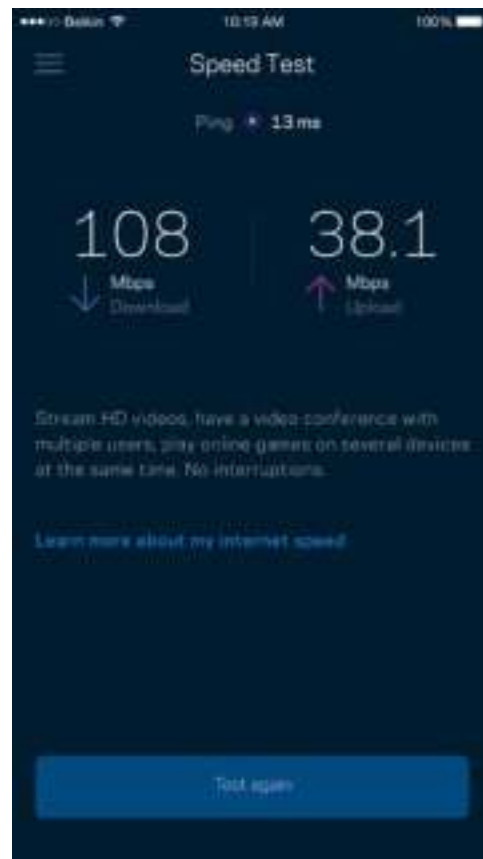 Belkin 10:13 AM 100%
Speed Test
Ping 13 ms
108 38.1
Mbps Mbps
Download Upload
Stream HD videos, have a video conference with
multiple users, play online games on several devices
at the same time. No interruptions.
Learn more about my internet speed
Test again